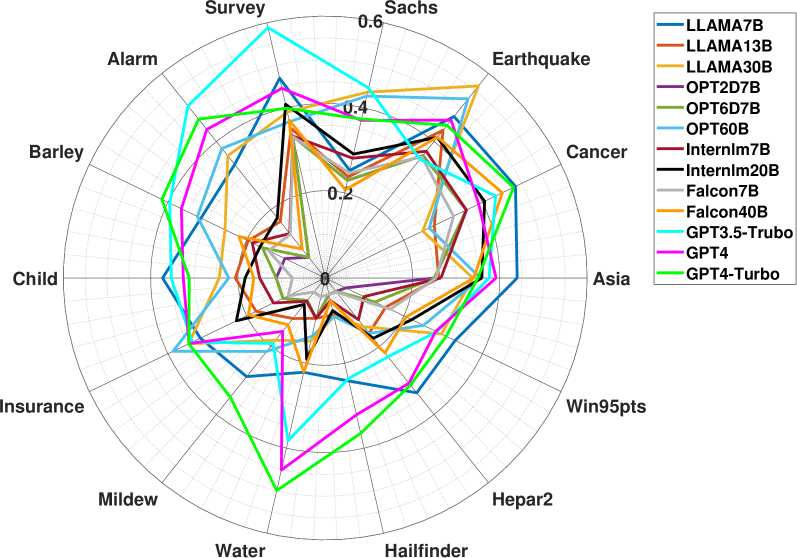 Survey
0.6
Sachs
Alarm
Earthquake
0.4
Barley
Cancer
0.2
Child
0
Asia
Insurance
Win95pts
Mildew
Hepar2
Water
Hailfinder
LLAMA7B
LLAMA13B
LLAMA30B
OPT2D7B
OPT6D7B
OPT60B
Internlm7B
Internlm20B
Falcon7B
Falcon40B
GPT3.5-Trubo
GPT4
GPT4-Turbo